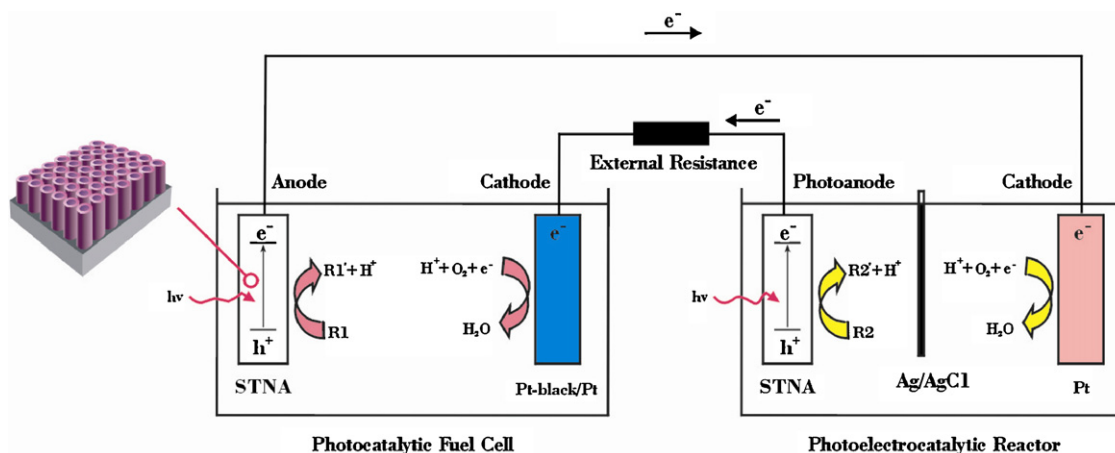 e⁻
e⁻
External Resistance
Anode
Cathode
Photoanode
Cathode
e⁻
h⁺
hv
R1'+ H⁺
R1
H⁺+ O₂+ e⁻
H₂O
e⁻
STNA
Pt-black/Pt
e⁻
h⁺
hv
R2'+ H⁺
R2
H⁺+ O₂+ e⁻
H₂O
e⁻
STNA
Ag/AgCl
Pt
Photocatalytic Fuel Cell
Photoelectrocatalytic Reactor